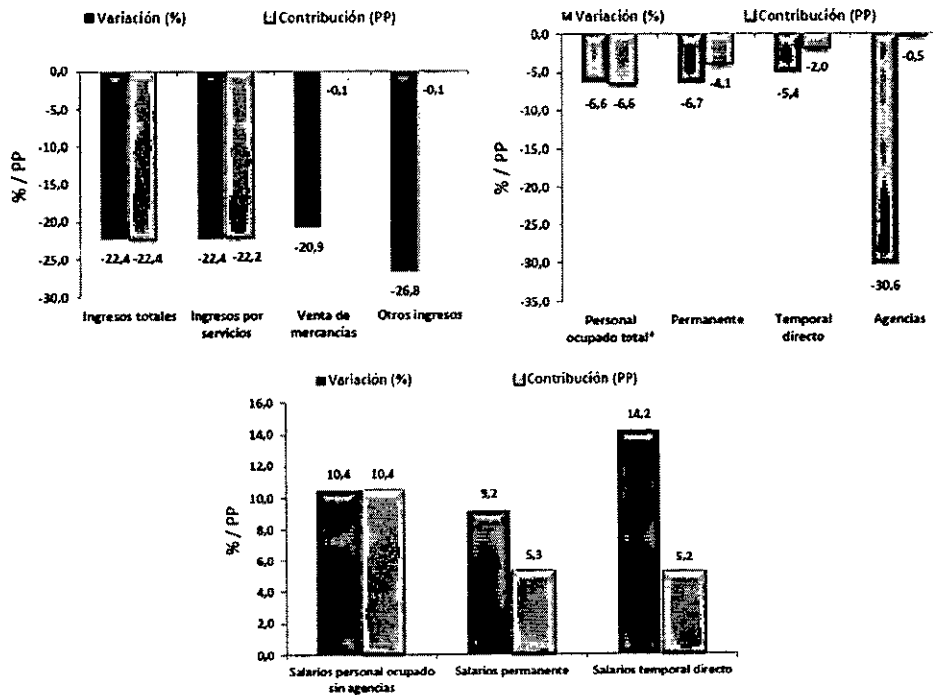 Variación (%) Contribución (PP)
0,0
-5,0
-10,0
-15,0
-20,0
-25,0
-30,0
% / PP
-0,1 -0,1
-22,4 -22,4 -22,4 -22,2 -20,9 -26,8
Ingresos totales Ingresos por servicios Venta de mercancías Otros ingresos
Variación (%) Contribución (PP)
0,0
-5,0
-10,0
-15,0
-20,0
-25,0
-30,0
-35,0
% / PP
-6,6 -6,6 -6,7 -4,1 -5,4 -2,0 -30,6 -0,5
Personal ocupado total* Permanente Temporal directo Agencias
Variación (%) Contribución (PP)
16,0
14,0
12,0
10,0
8,0
6,0
4,0
2,0
0,0
% / PP
10,4 10,4 9,2 5,3 14,2 5,2
Salarios personal ocupado sin agencias Salarios permanente Salarios temporal directo